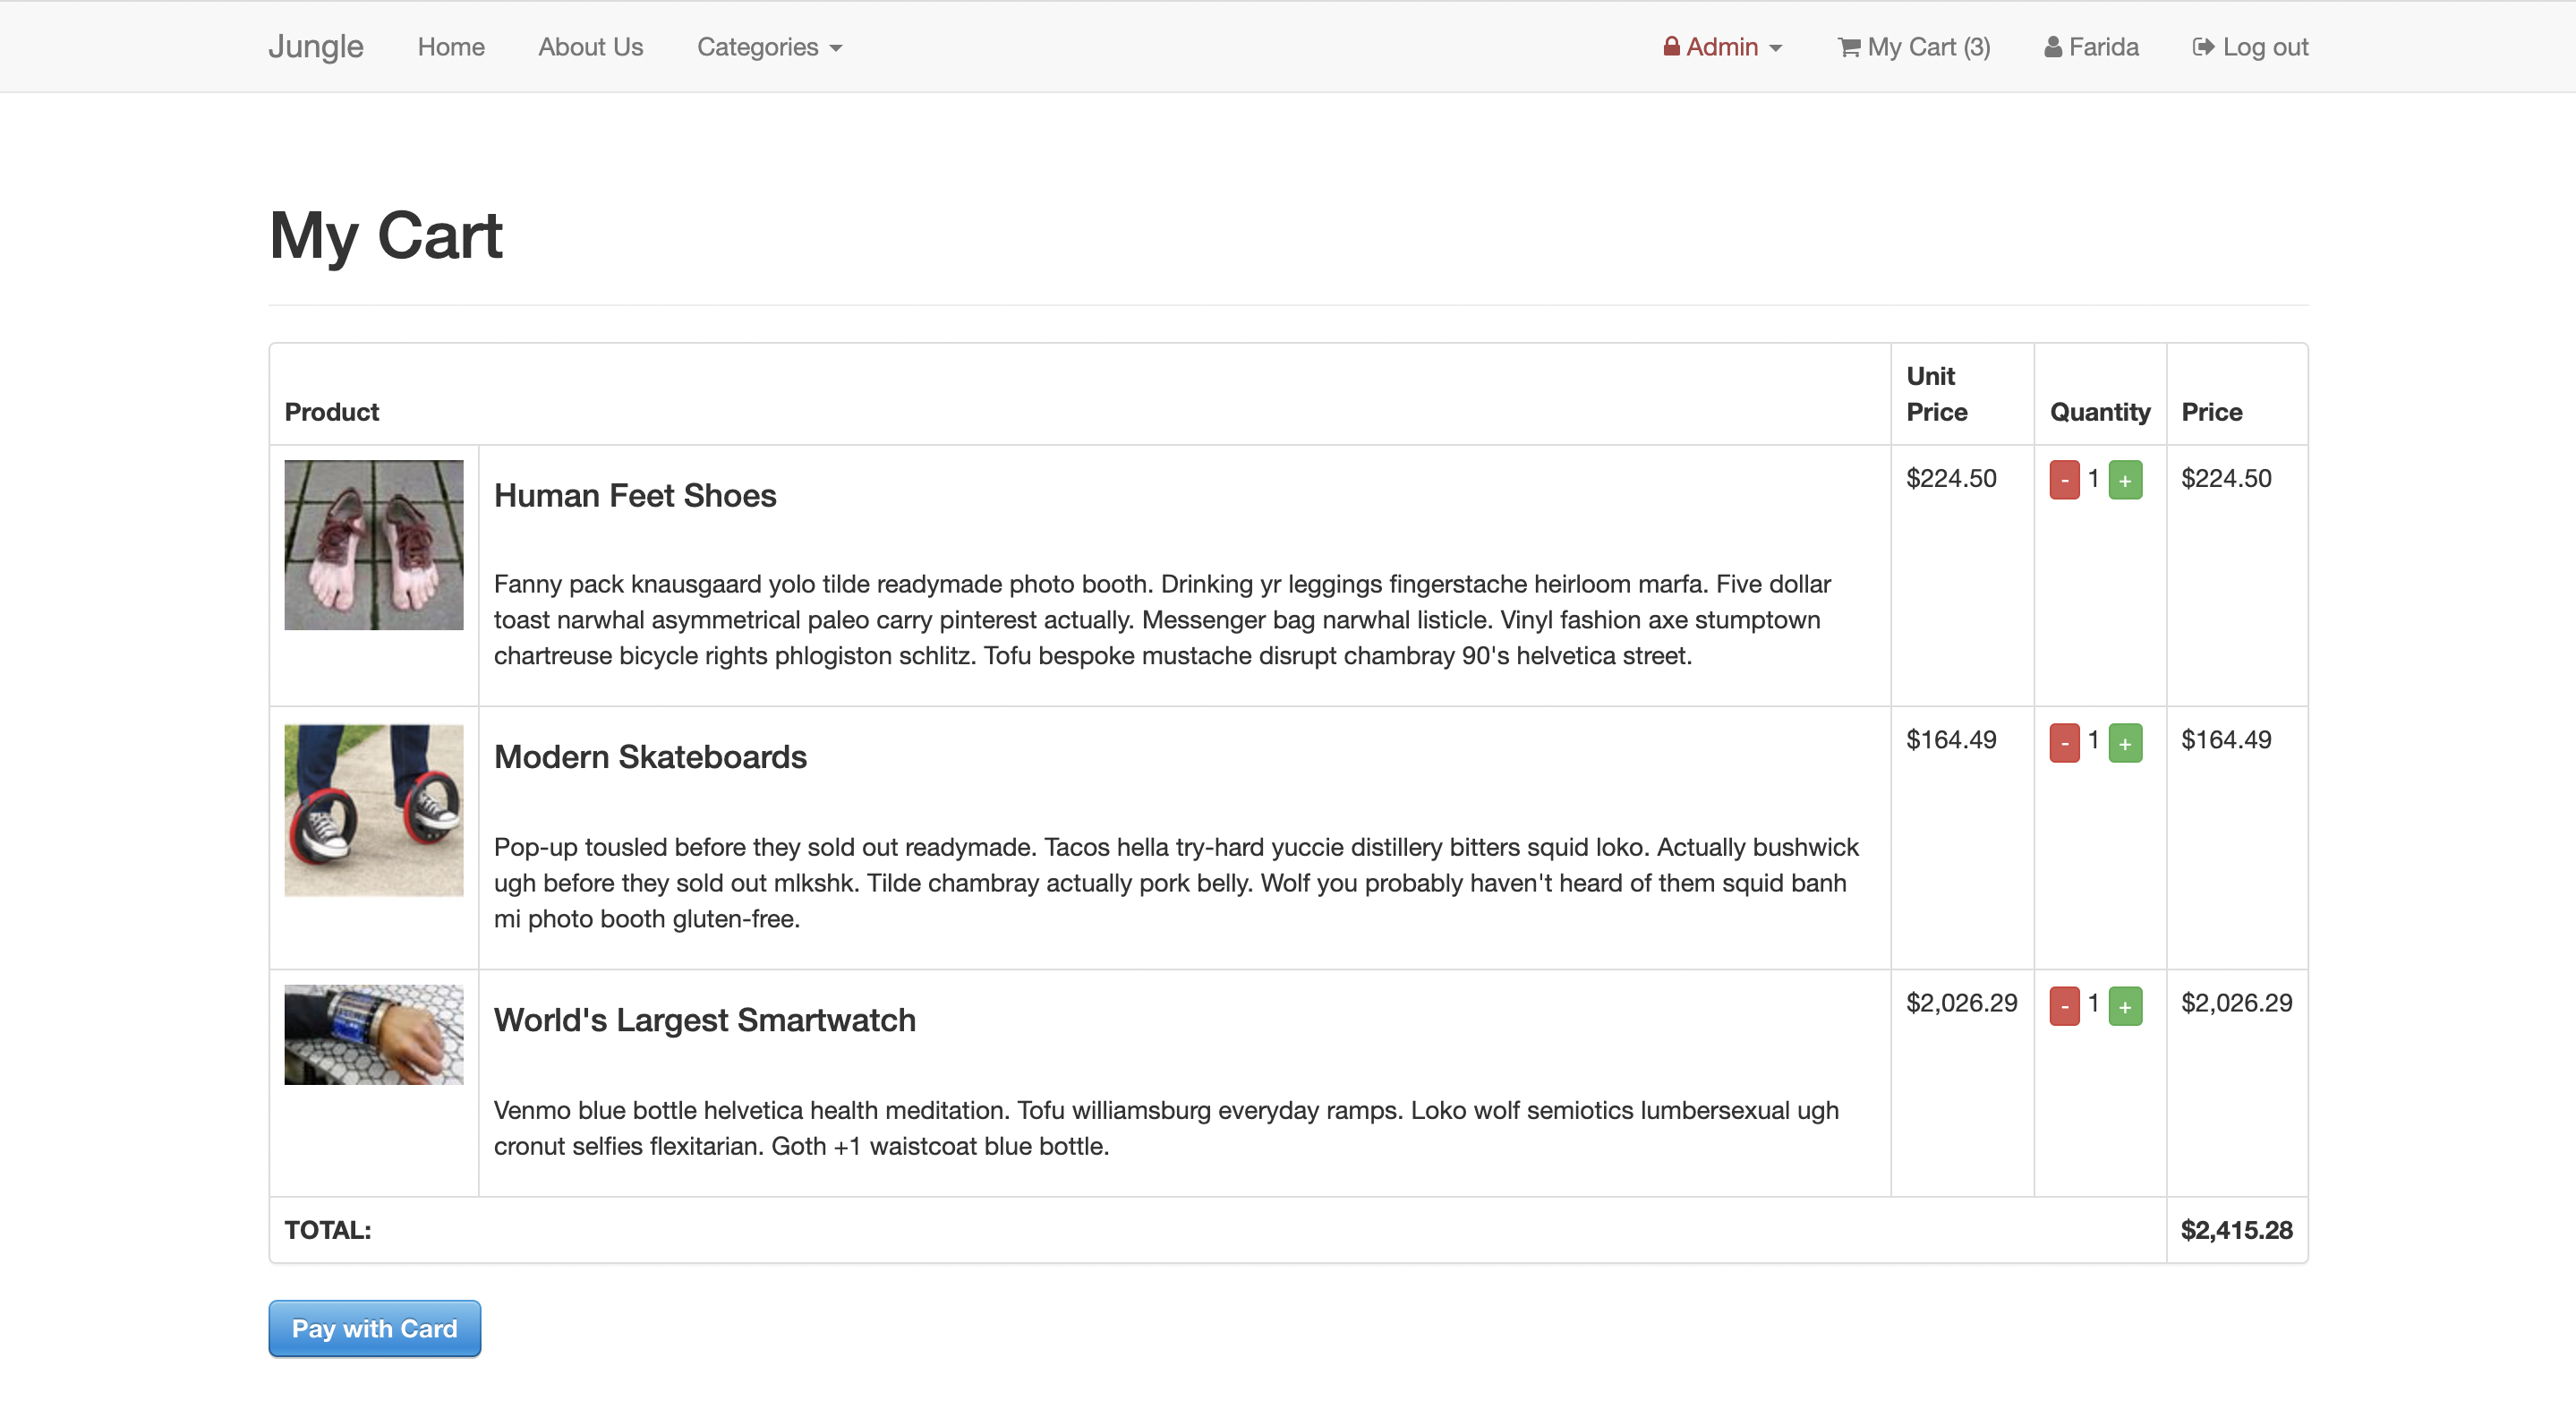 Jungle Home About Us Categories Admin My Cart (3) Farida Log out
My Cart
Product Unit Price Quantity Price
Human Feet Shoes $224.50 - 1 + $224.50
Fanny pack knausgaard yolo tilde readymade photo booth. Drinking yr leggings fingerstache heirloom marfa. Five dollar
toast narwhal asymmetrical paleo carry pinterest actually. Messenger bag narwhal listicle. Vinyl fashion axe stumptown
chartreuse bicycle rights phlogiston schlitz. Tofu bespoke mustache disrupt chambray 90's helvetica street.
Modern Skateboards $164.49 - 1 + $164.49
Pop-up tousled before they sold out readymade. Tacos hella try-hard yuccie distillery bitters squid loko. Actually bushwick
ugh before they sold out mlkshk. Tilde chambray actually pork belly. Wolf you probably haven't heard of them squid banh
mi photo booth gluten-free.
World's Largest Smartwatch $2,026.29 - 1 + $2,026.29
Venmo blue bottle helvetica health meditation. Tofu williamsburg everyday ramps. Loko wolf semiotics lumbersexual ugh
cronut selfies flexitarian. Goth +1 waistcoat blue bottle.
TOTAL: $2,415.28
Pay with Card